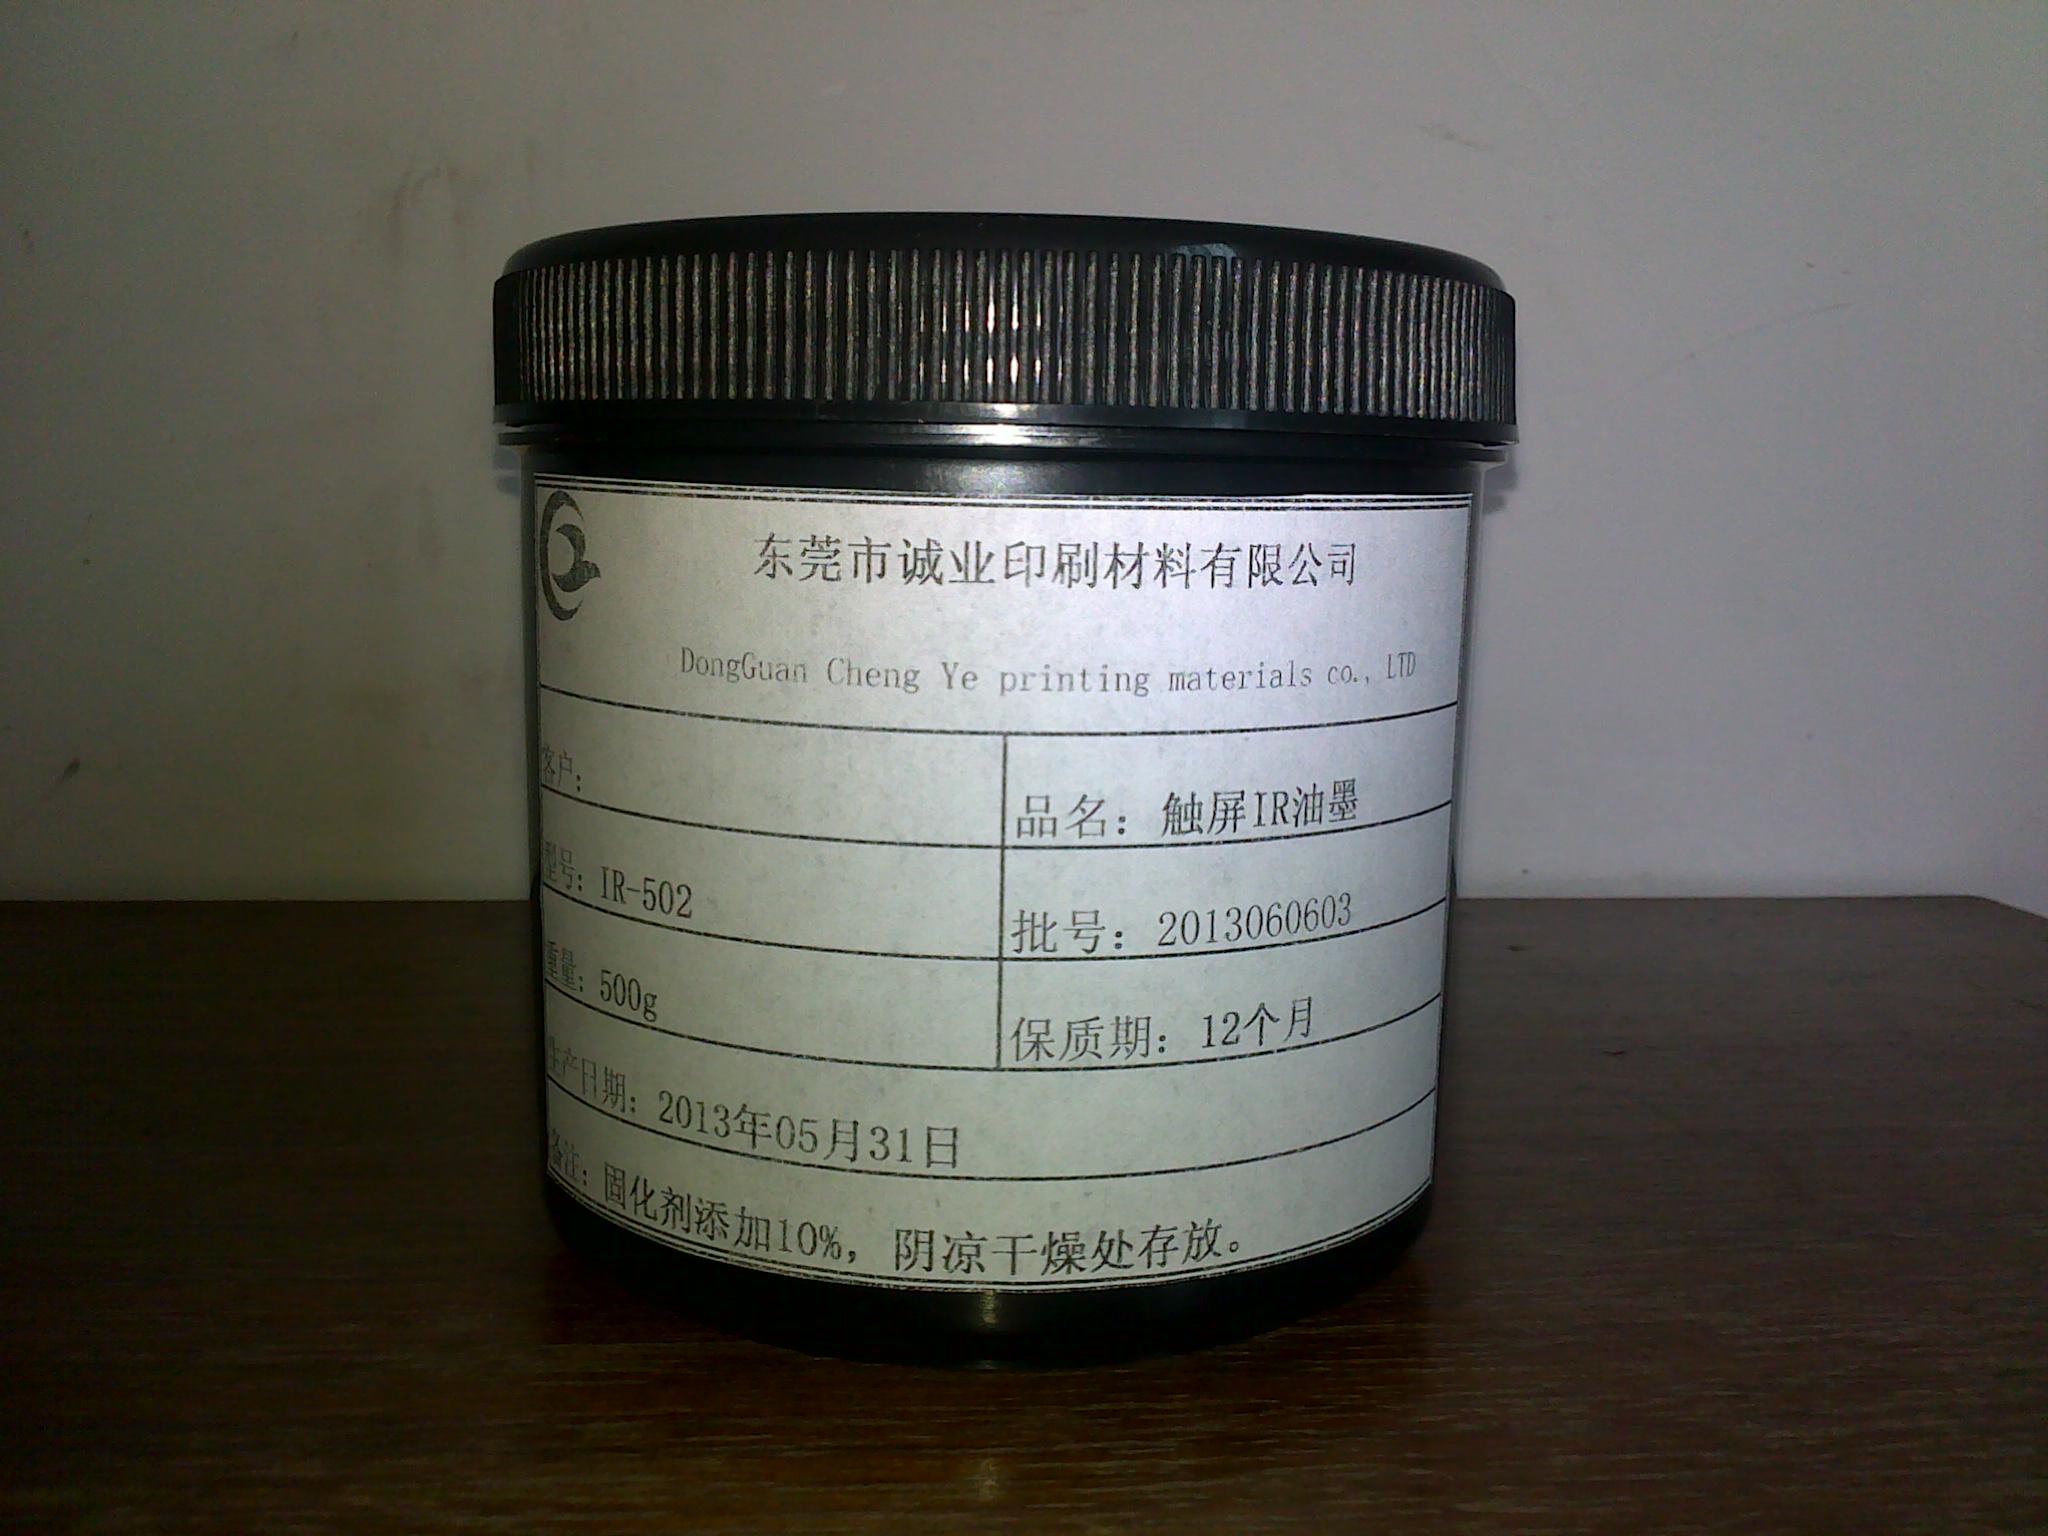 东莞市诚业印刷材料有限公司
DongGuan Cheng Ye printing materials co., LTD
客户:
品名: 触屏IR油墨
型号: IR-502
批号: 2013060603
重量: 500g
保质期: 12个月
生产日期: 2013年05月31日
备注: 固化剂添加10%, 阴凉干燥处存放。